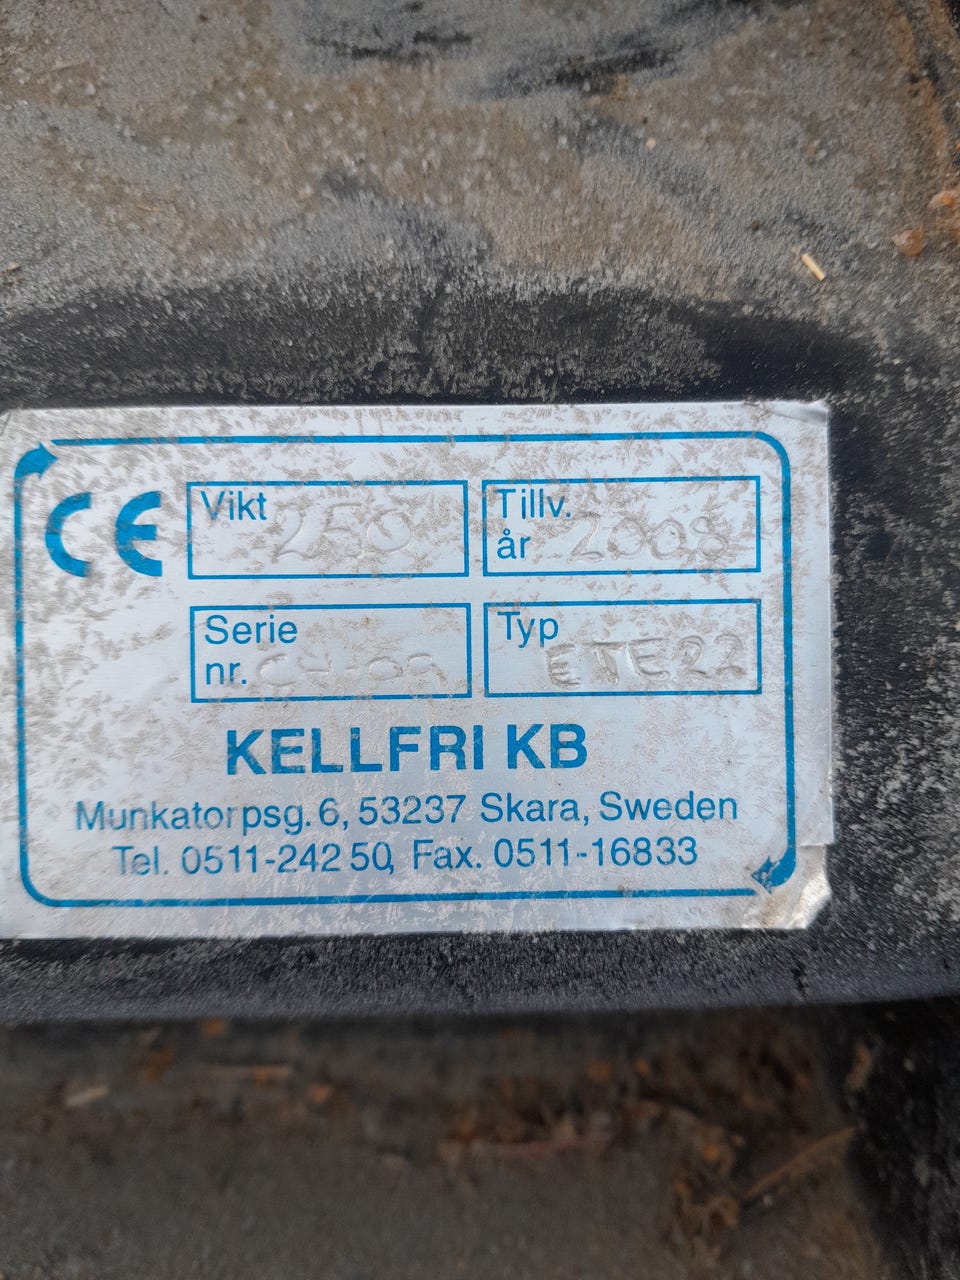 CE
Vikt 250
Tillv. år 2008
Serie nr.
Typ ETE22
KELLFRI KB
Munkatorpsg. 6, 53237 Skara, Sweden
Tel. 0511-242 50, Fax. 0511-16833